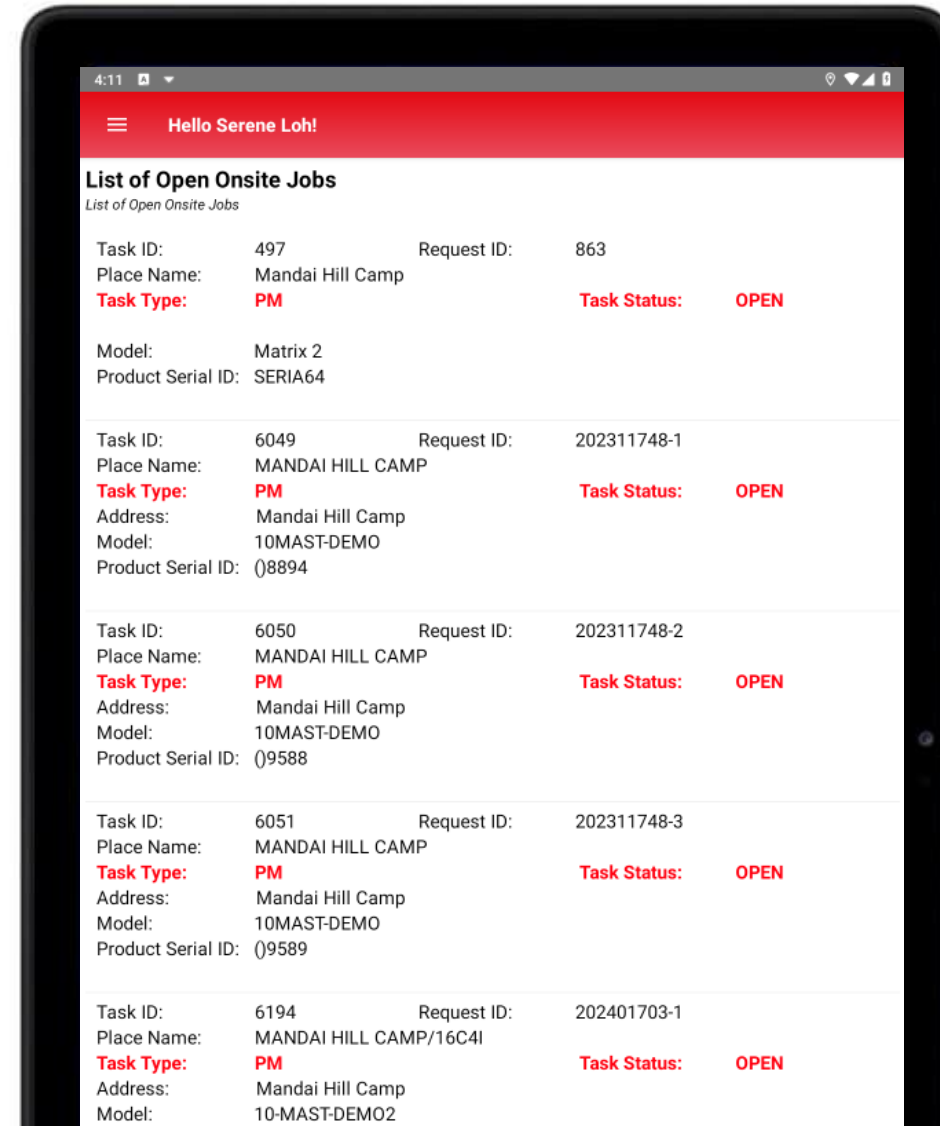 4:11 A
Hello Serene Loh!
List of Open Onsite Jobs
List of Open Onsite Jobs
Task ID: 497 Request ID: 863
Place Name: Mandai Hill Camp
Task Type: PM Task Status: OPEN
Model: Matrix 2
Product Serial ID: SERIA64
Task ID: 6049 Request ID: 202311748-1
Place Name: MANDAI HILL CAMP
Task Type: PM Task Status: OPEN
Address: Mandai Hill Camp
Model: 10MAST-DEMO
Product Serial ID: ()8894
Task ID: 6050 Request ID: 202311748-2
Place Name: MANDAI HILL CAMP
Task Type: PM Task Status: OPEN
Address: Mandai Hill Camp
Model: 10MAST-DEMO
Product Serial ID: ()9588
Task ID: 6051 Request ID: 202311748-3
Place Name: MANDAI HILL CAMP
Task Type: PM Task Status: OPEN
Address: Mandai Hill Camp
Model: 10MAST-DEMO
Product Serial ID: ()9589
Task ID: 6194 Request ID: 202401703-1
Place Name: MANDAI HILL CAMP/16C4I
Task Type: PM Task Status: OPEN
Address: Mandai Hill Camp
Model: 10-MAST-DEMO2